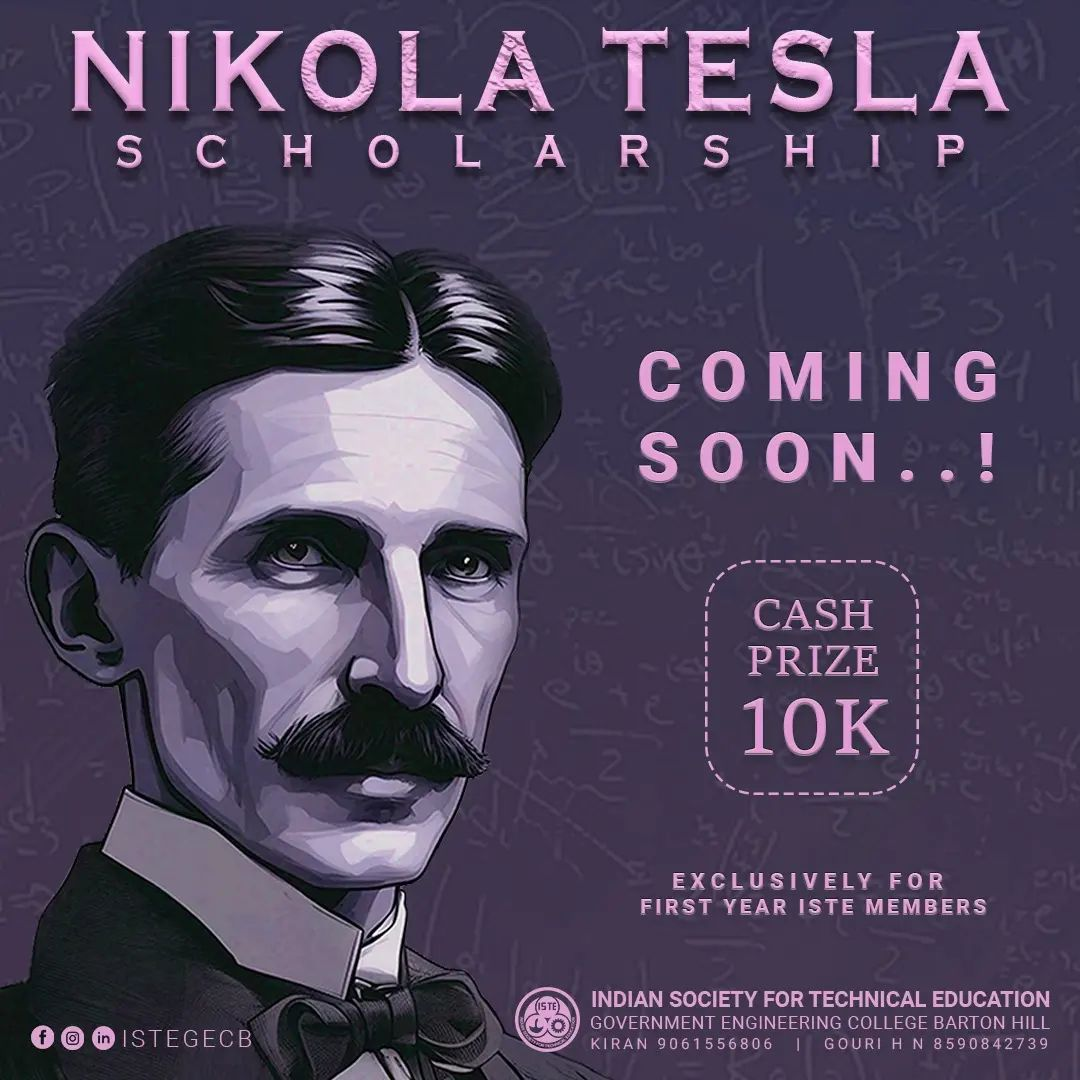 NIKOLA TESLA
SCHOLARSHIP
COMING
SOON..!
CASH
PRIZE
10K
EXCLUSIVELY FOR
FIRST YEAR ISTE MEMBERS
ISTEGECB
ISTE
INDIAN SOCIETY FOR TECHNICAL EDUCATION
GOVERNMENT ENGINEERING COLLEGE BARTON HILL
KIRAN 9061556806 | GOURI H N 8590842739